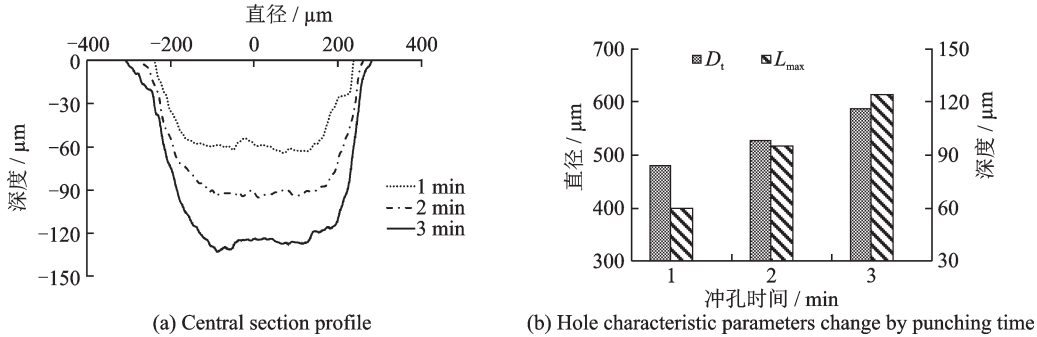 直径 / μm
−400 −200 0 200 400
0
−30
−60
−90
−120
−150
深度 / μm
1 min
2 min
3 min
(a) Central section profile
700
600
500
400
300
直径 / μm
Dt Lmax
150
120
90
60
30
深度 / μm
1 2 3
冲孔时间 / min
(b) Hole characteristic parameters change by punching time